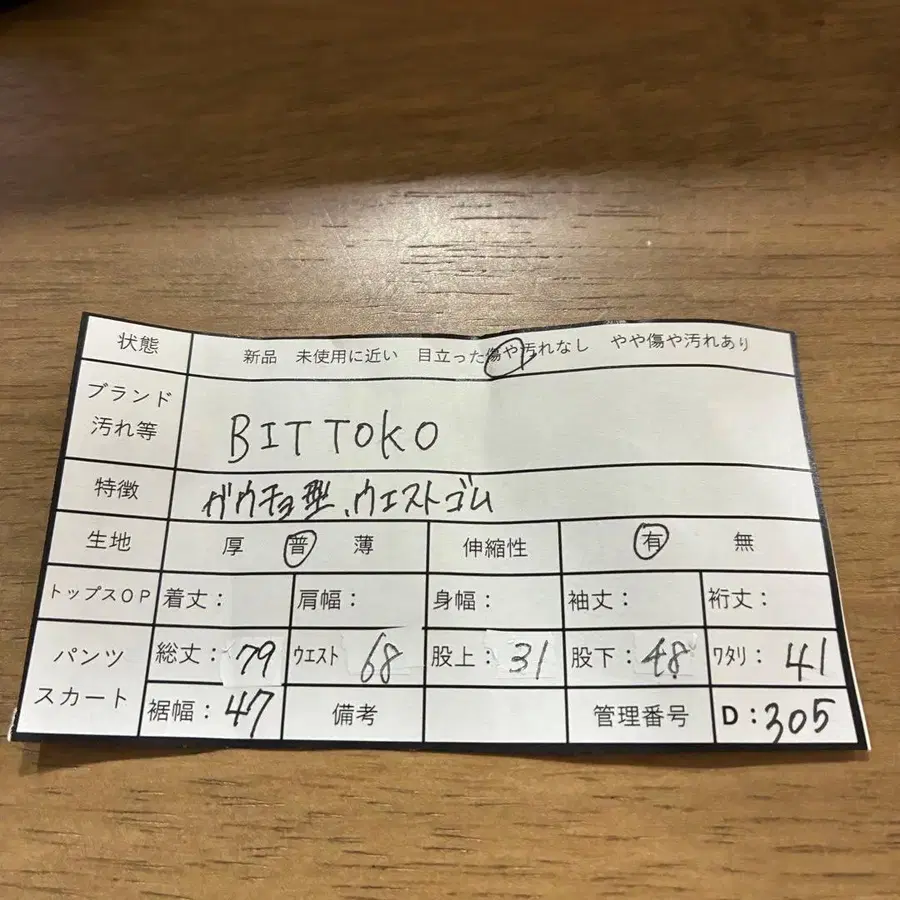 状態 新品 未使用に近い 目立った傷や汚れなし やや傷や汚れあり
ブランド
汚れ等 BITTOKO
特徴 ガウチョ型、ウエストゴム
生地 厚 普 薄 伸縮性 有 無
トップスOP 着丈: 肩幅: 身幅: 袖丈: 裄丈:
パンツ
スカート 総丈: 79 ウエスト 68 股上: 31 股下: 48 ワタリ: 41
裾幅: 47 備考 管理番号 D:305